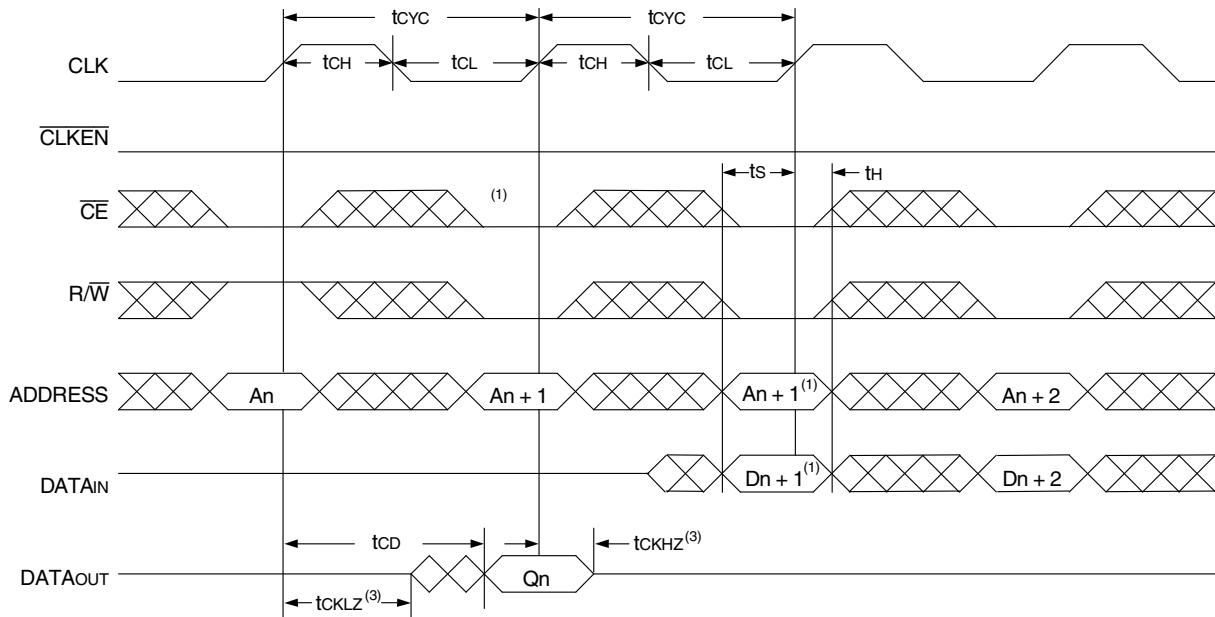 tCYC tCYC
CLK tCH tCL tCH tCL
CLKEN
tS tH
CE (1)
R/W
ADDRESS An An + 1 An + 1(1) An + 2
DATAIN Dn + 1(1) Dn + 2
tCD tCKHZ(3)
DATAOUT Qn
tCKLZ(3)